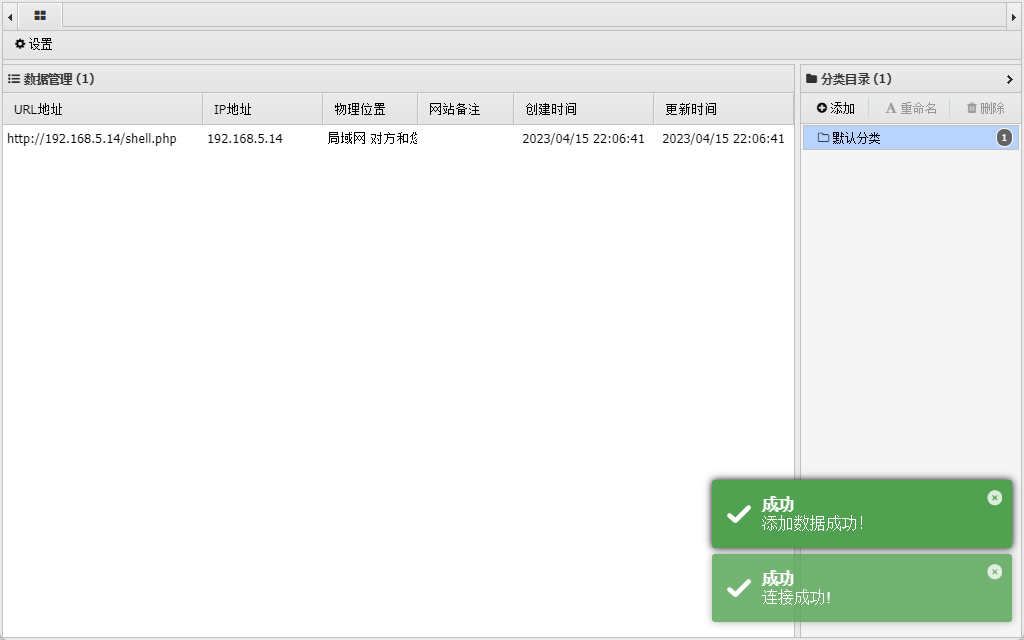 设置
数据管理 (1)
分类目录 (1)
URL地址 IP地址 物理位置 网站备注 创建时间 更新时间
添加 重命名 删除
http://192.168.5.14/shell.php 192.168.5.14 局域网 对方和您 2023/04/15 22:06:41 2023/04/15 22:06:41
默认分类 1
成功
添加数据成功!
成功
连接成功!